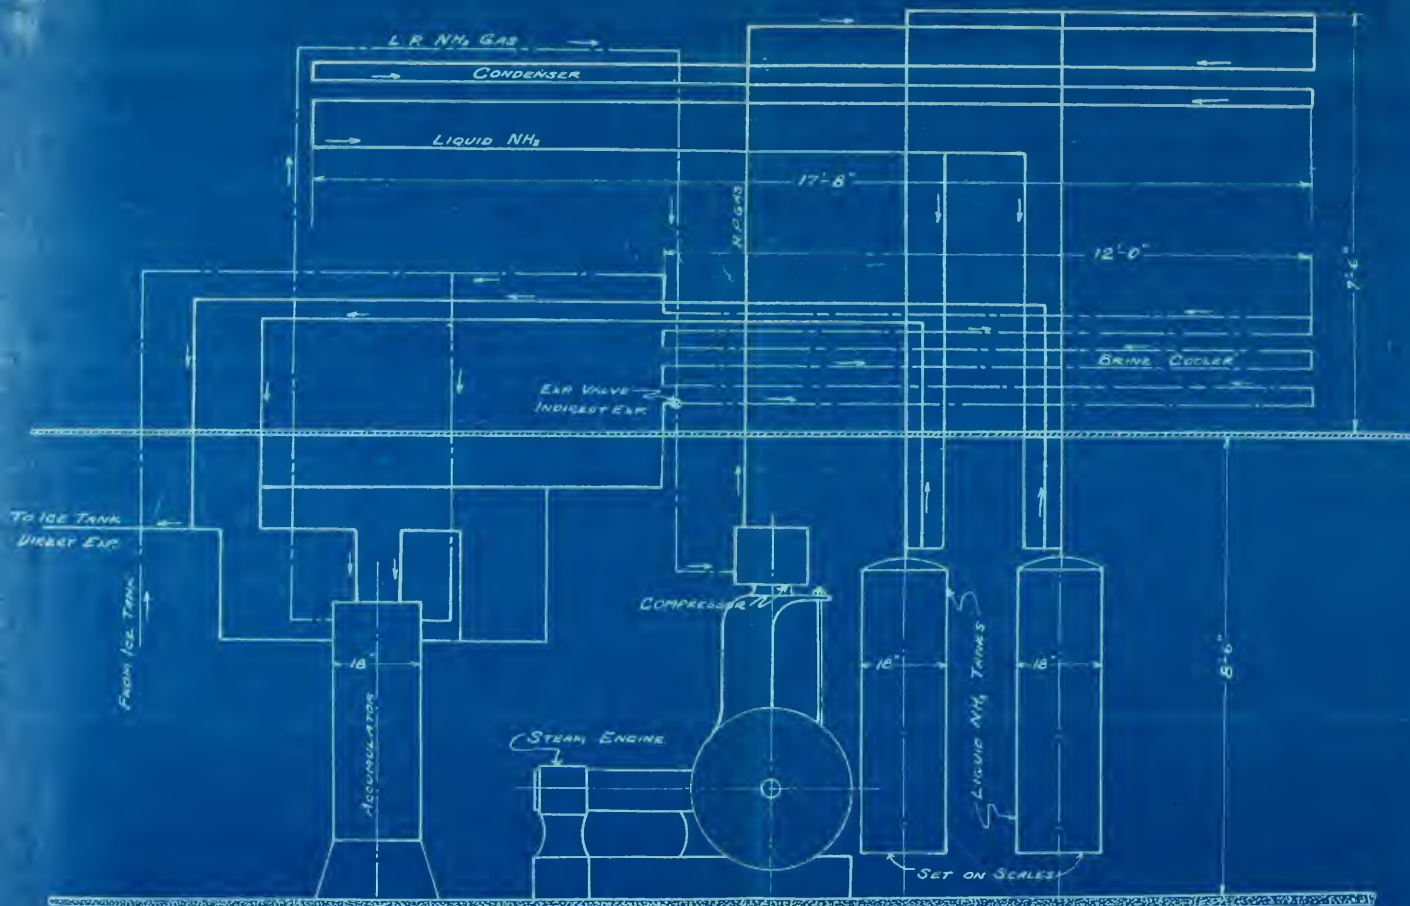 L.P. NH₃ GAS
CONDENSER
LIQUID NH₃
17'-8"
H.P. GAS
12'-0"
7'-6"
BRINE COOLER
EXP VALVE
INDIRECT EXP.
TO ICE TANK
DIRECT EXP.
FROM ICE TANK
COMPRESSOR
18"
18"
18"
8'-6"
ACCUMULATOR
STEAM ENGINE
LIQUID NH₃ TANKS
SET ON SCALES